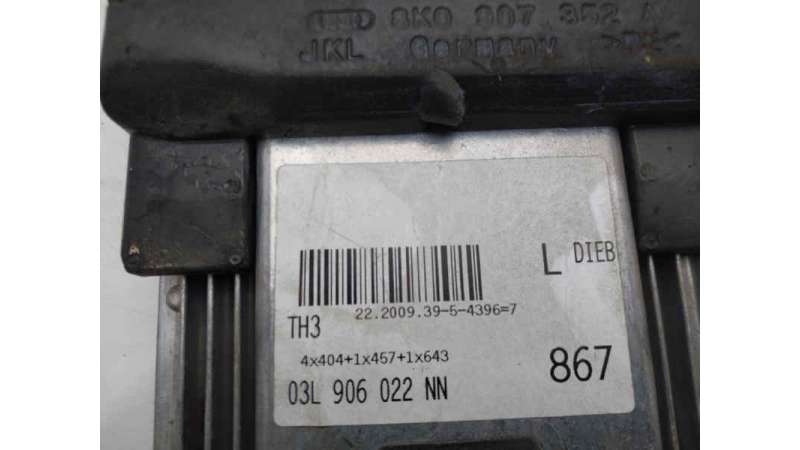 8K0 907 352 A
JKL Germany
L DIEB
22.2009.39-5-4396=7
TH3
4x404+1x457+1x643
867
03L 906 022 NN